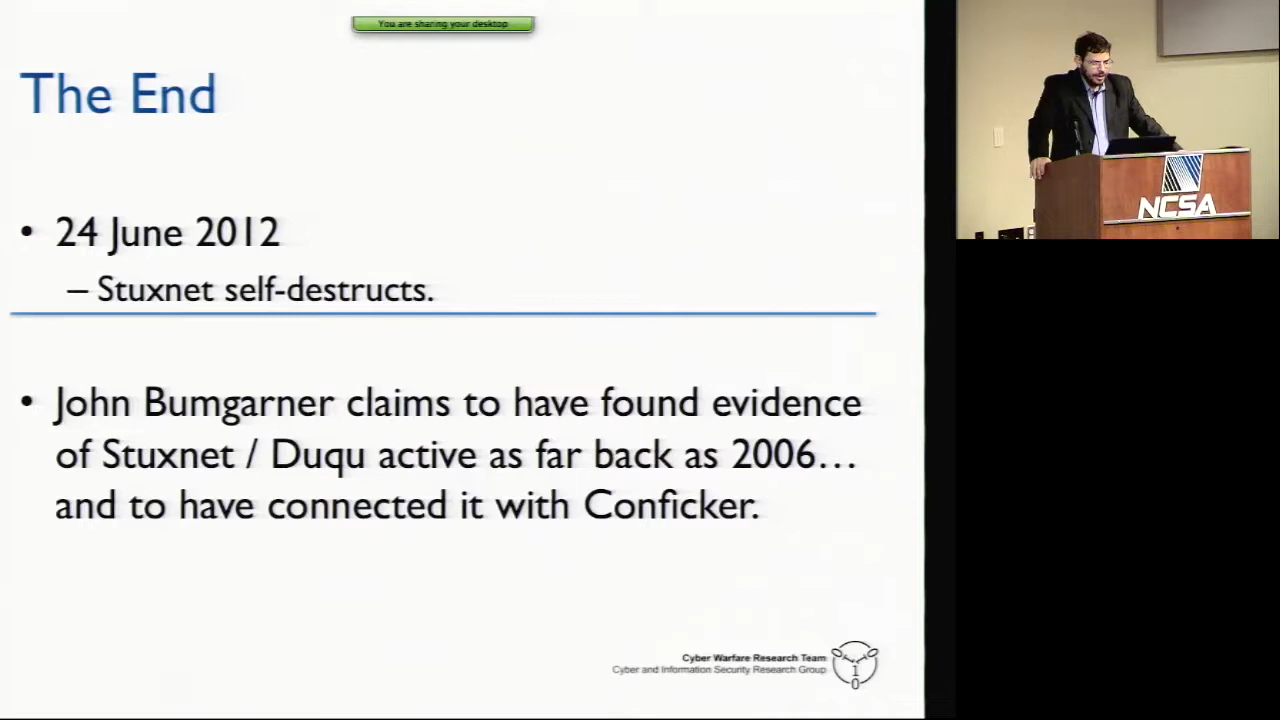 You are sharing your desktop
The End
• 24 June 2012
– Stuxnet self-destructs.
• John Bumgarner claims to have found evidence
of Stuxnet / Duqu active as far back as 2006…
and to have connected it with Conficker.
Cyber Warfare Research Team
Cyber and Information Security Research Group
1
0
NCSA